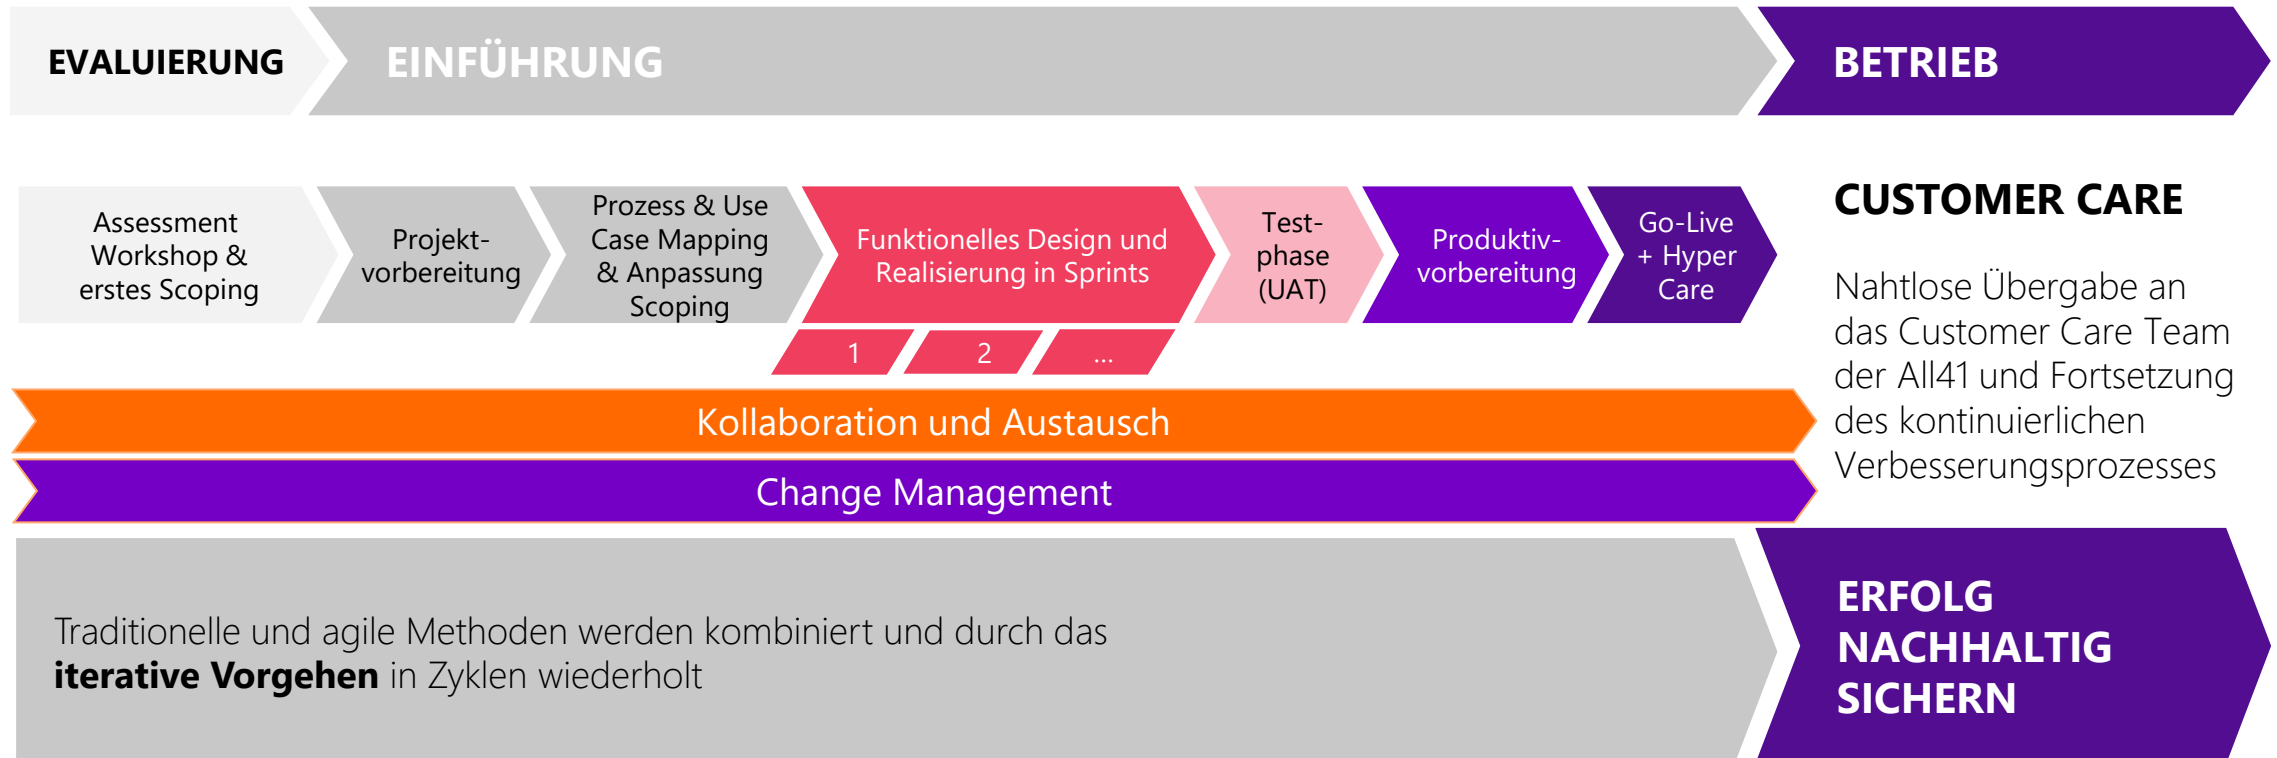 EVALUIERUNG
EINFÜHRUNG
BETRIEB
Assessment
Workshop &
erstes Scoping
Projekt-
vorbereitung
Prozess & Use
Case Mapping
& Anpassung
Scoping
Funktionelles Design und
Realisierung in Sprints
Test-
phase
(UAT)
Produktiv-
vorbereitung
Go-Live
+ Hyper
Care
1
2
...
Kollaboration und Austausch
Change Management
CUSTOMER CARE
Nahtlose Übergabe an
das Customer Care Team
der All41 und Fortsetzung
des kontinuierlichen
Verbesserungsprozesses
Traditionelle und agile Methoden werden kombiniert und durch das
iterative Vorgehen in Zyklen wiederholt
ERFOLG
NACHHALTIG
SICHERN